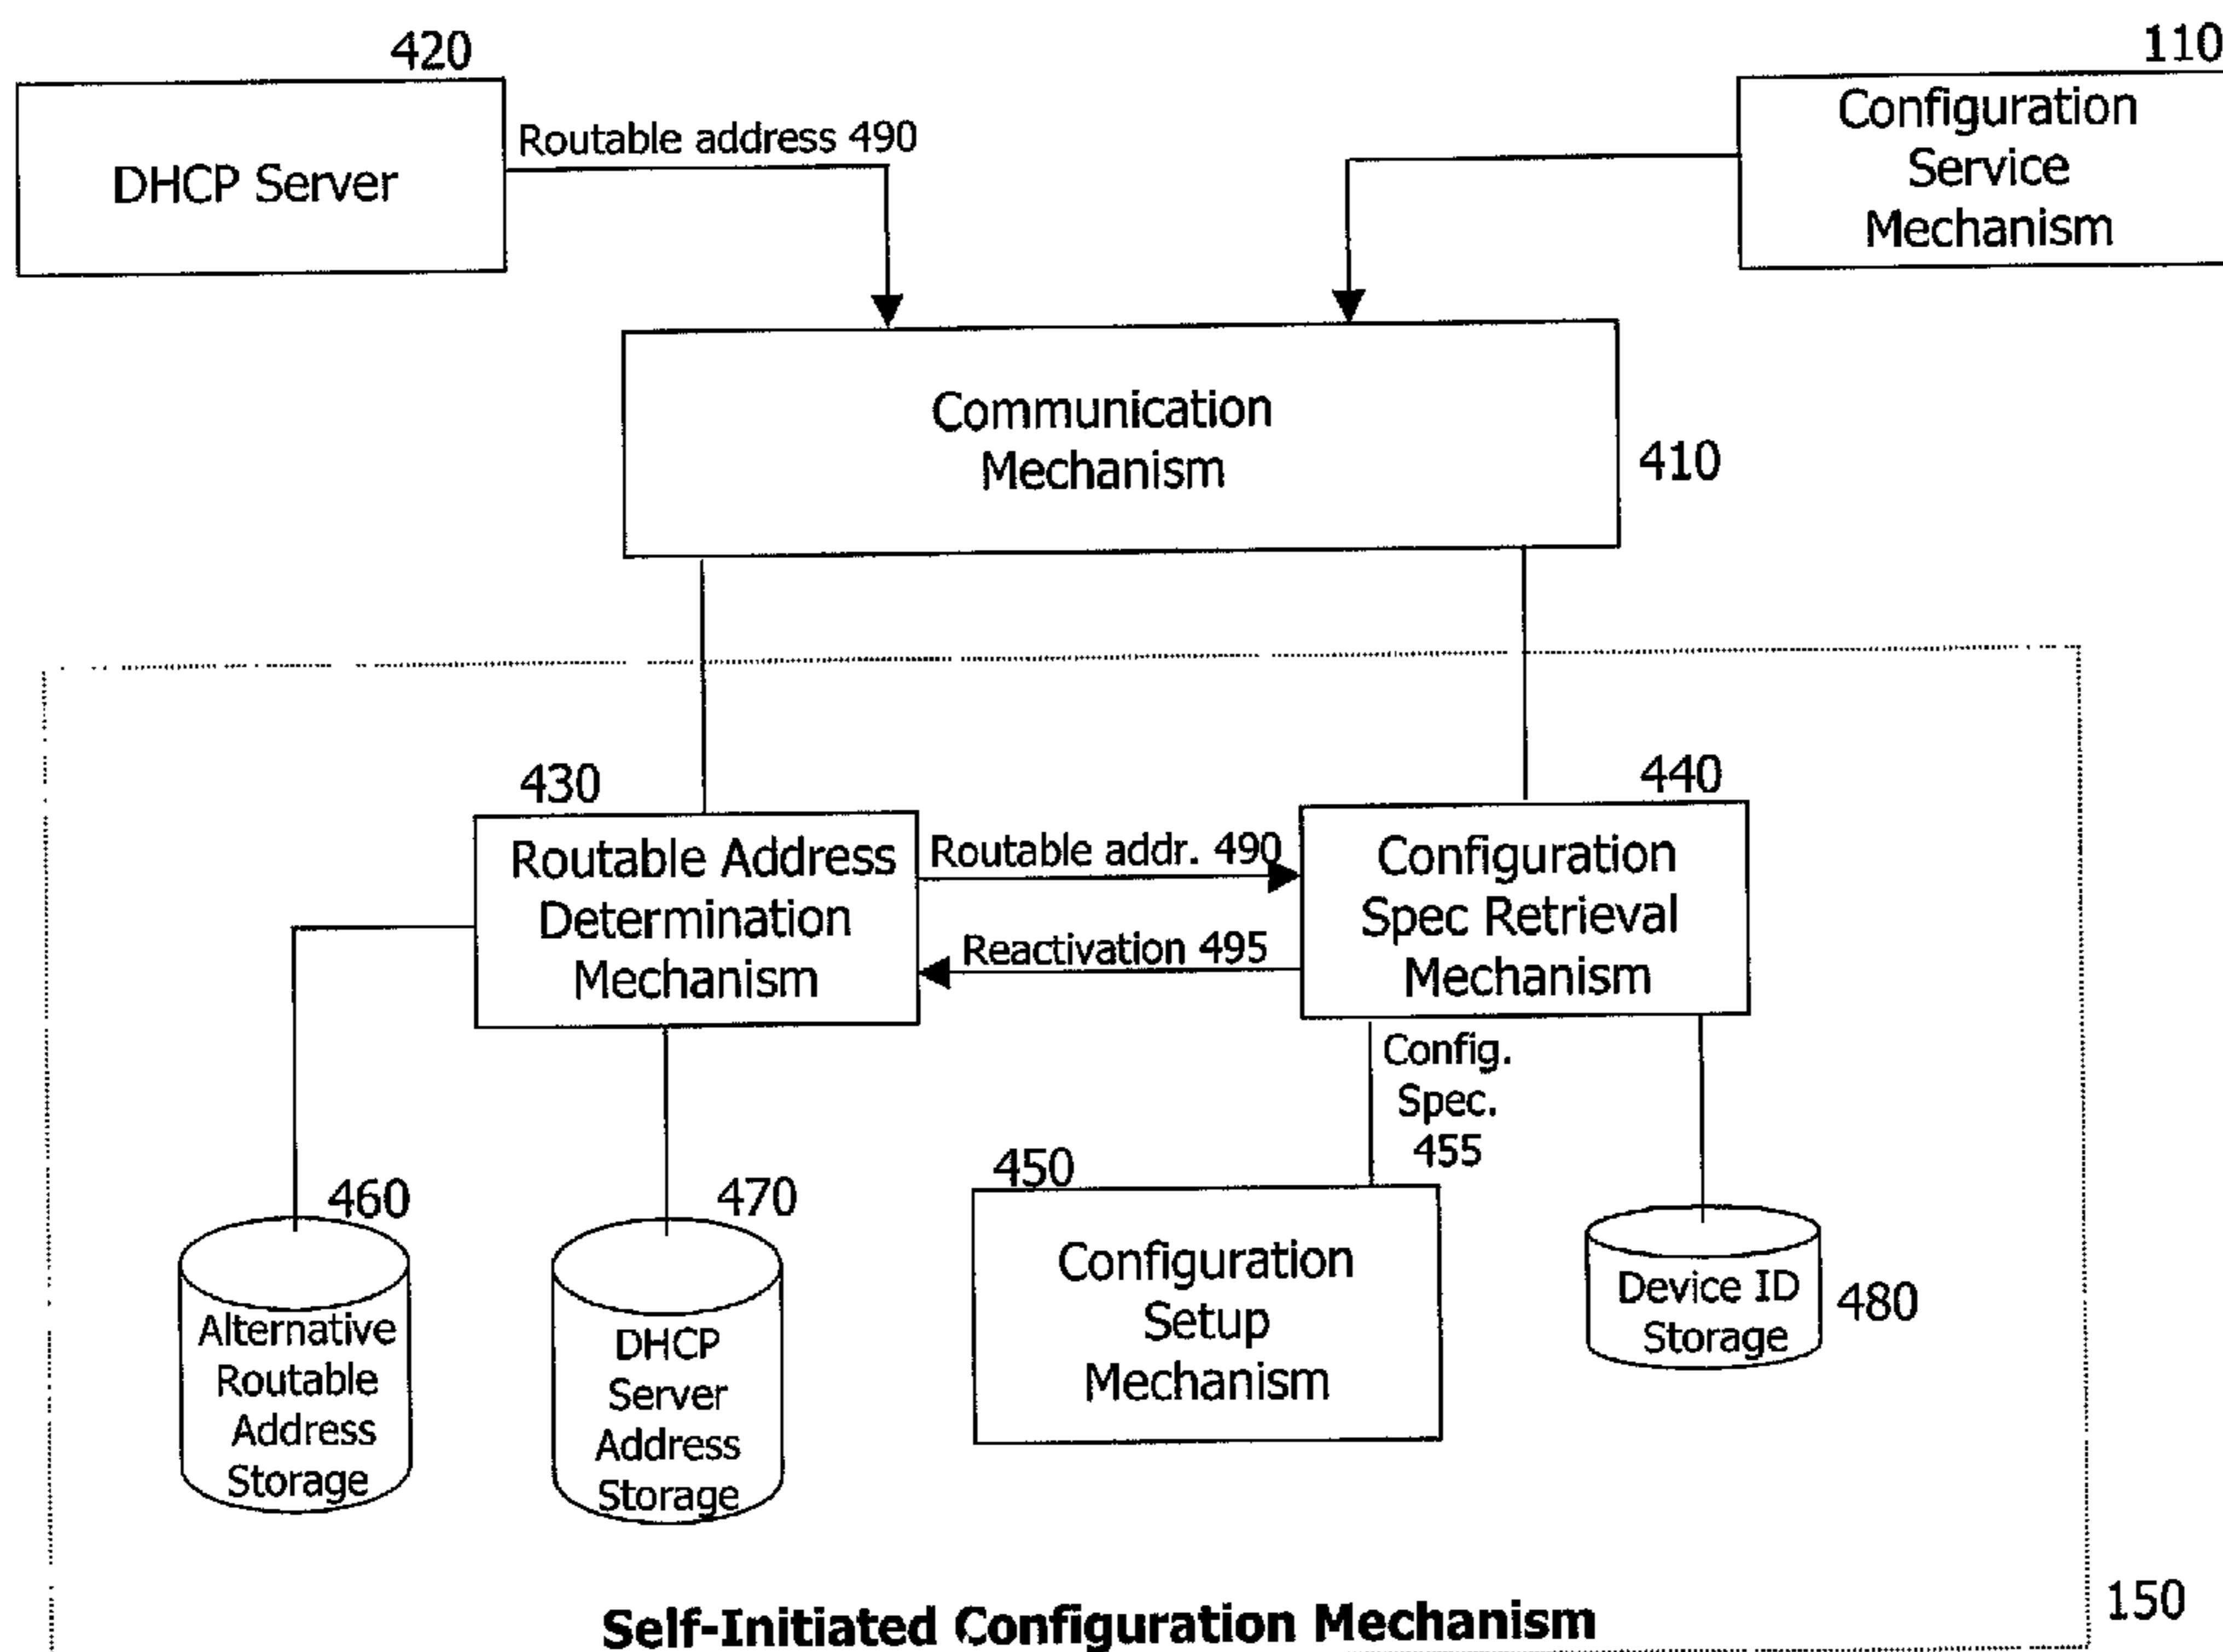 420
110
DHCP Server
Routable address 490
Configuration
Service
Mechanism
Communication
Mechanism
410
430
440
Routable Address
Determination
Mechanism
Routable addr. 490
Reactivation 495
Configuration
Spec Retrieval
Mechanism
Config.
Spec.
455
460
470
450
Alternative
Routable
Address
Storage
DHCP
Server
Address
Storage
Configuration
Setup
Mechanism
Device ID
Storage
480
150
Self-Initiated Configuration Mechanism